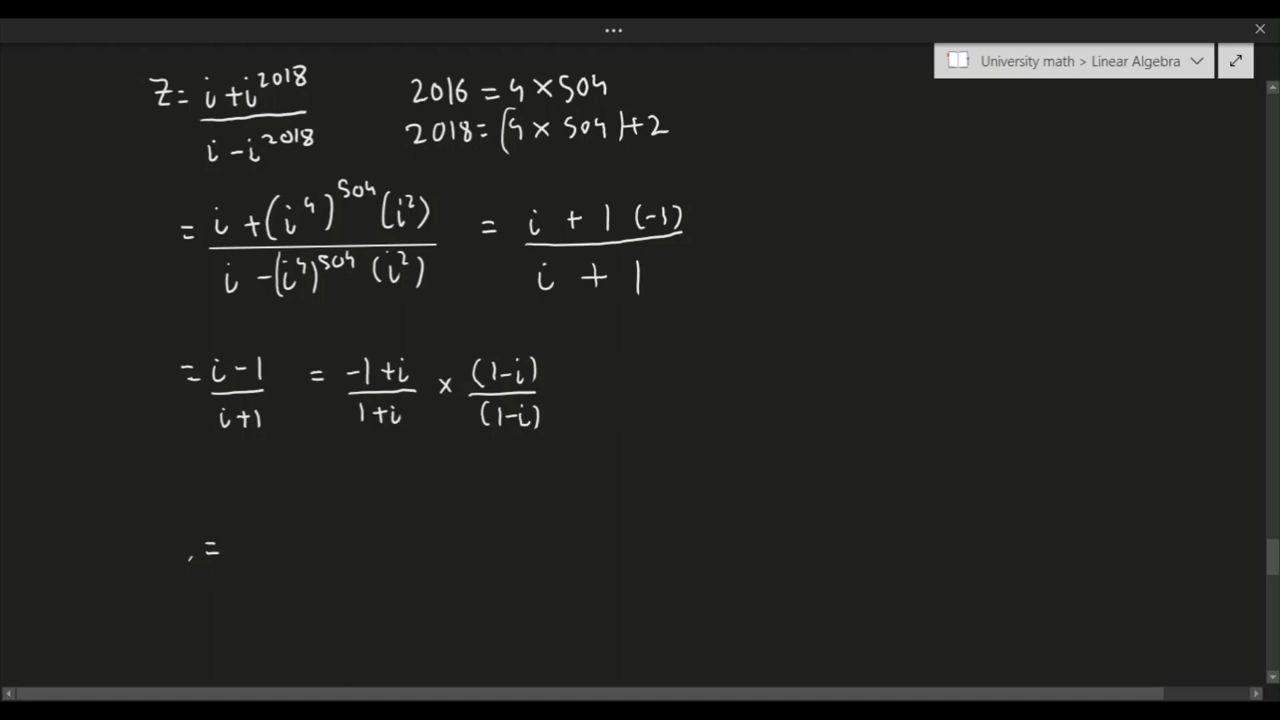 University math > Linear Algebra
Z = (i + i^2018) / (i - i^2018)
2016 = 4 × 504
2018 = (4 × 504) + 2
= (i + (i^4)^504 (i^2)) / (i - (i^4)^504 (i^2)) = (i + 1 (-1)) / (i + 1)
= (i - 1) / (i + 1) = (-1 + i) / (1 + i) × (1-i) / (1-i)
=